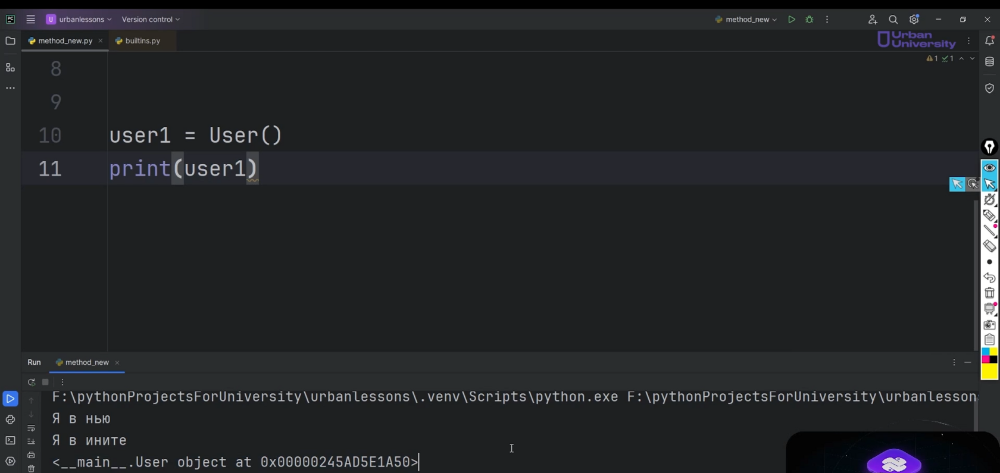 PC
U urbanlessons
Version control
method_new
method_new.py
builtins.py
Urban
University
1 1
8
9
10 user1 = User()
11 print(user1)
Run method_new
F:\pythonProjectsForUniversity\urbanlessons\.venv\Scripts\python.exe F:\pythonProjectsForUniversity\urbanlesson
Я в нью
Я в ините
<__main__.User object at 0x00000245AD5E1A50>